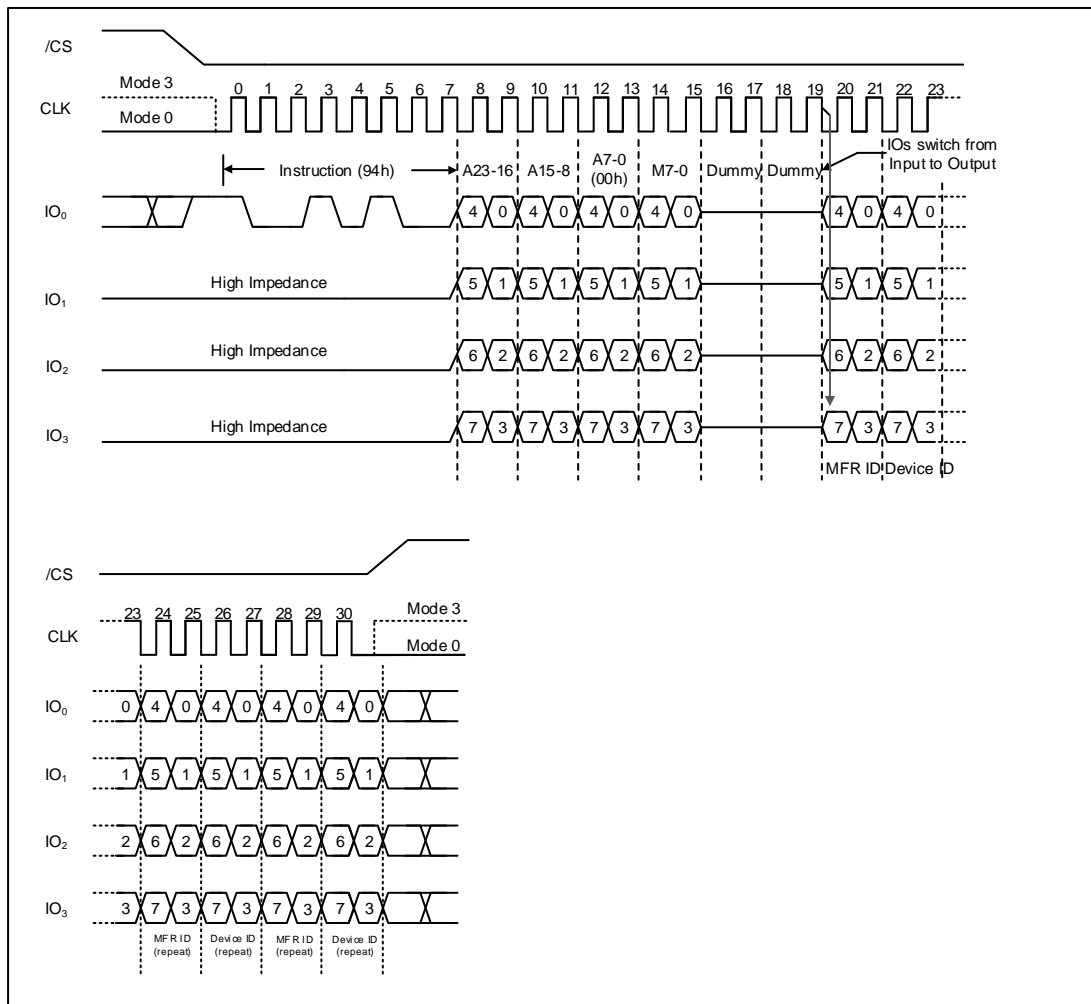 /CS
Mode 3
0 1 2 3 4 5 6 7 8 9 10 11 12 13 14 15 16 17 18 19 20 21 22 23
CLK
Mode 0
IOs switch from
Input to Output
Instruction (94h) A23-16 A15-8 A7-0 (00h) M7-0 Dummy Dummy
IO0 4 0 4 0 4 0 4 0 4 0 4 0
IO1 High Impedance 5 1 5 1 5 1 5 1 5 1 5 1
IO2 High Impedance 6 2 6 2 6 2 6 2 6 2 6 2
IO3 High Impedance 7 3 7 3 7 3 7 3 7 3 7 3
MFR ID Device ID
/CS
23 24 25 26 27 28 29 30 Mode 3
CLK
Mode 0
IO0 0 4 0 4 0 4 0 4 0
IO1 1 5 1 5 1 5 1 5 1
IO2 2 6 2 6 2 6 2 6 2
IO3 3 7 3 7 3 7 3 7 3
MFR ID Device ID MFR ID Device ID
(repeat) (repeat) (repeat) (repeat)